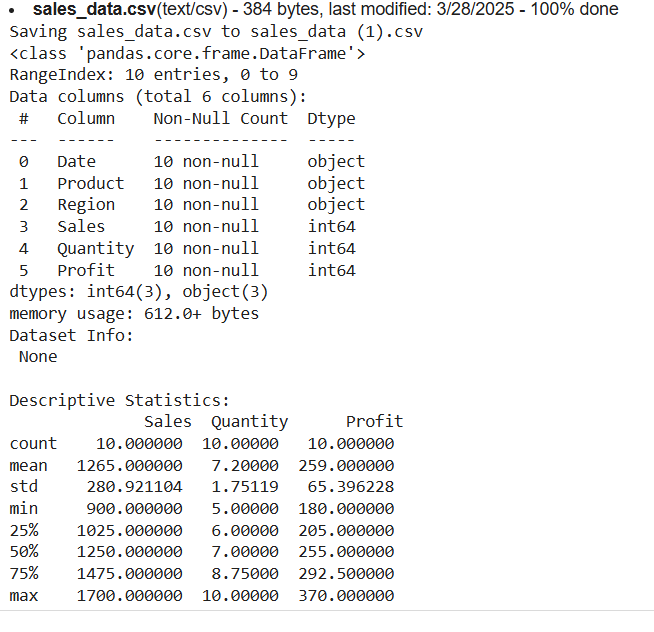 • sales_data.csv(text/csv) - 384 bytes, last modified: 3/28/2025 - 100% done
Saving sales_data.csv to sales_data (1).csv
<class 'pandas.core.frame.DataFrame'>
RangeIndex: 10 entries, 0 to 9
Data columns (total 6 columns):
 #   Column    Non-Null Count  Dtype
---  ------    --------------  -----
 0   Date      10 non-null     object
 1   Product   10 non-null     object
 2   Region    10 non-null     object
 3   Sales     10 non-null     int64
 4   Quantity  10 non-null     int64
 5   Profit    10 non-null     int64
dtypes: int64(3), object(3)
memory usage: 612.0+ bytes
Dataset Info:
 None

Descriptive Statistics:
              Sales  Quantity      Profit
count    10.000000  10.00000   10.000000
mean   1265.000000   7.20000  259.000000
std     280.921104   1.75119   65.396228
min     900.000000   5.00000  180.000000
25%    1025.000000   6.00000  205.000000
50%    1250.000000   7.00000  255.000000
75%    1475.000000   8.75000  292.500000
max    1700.000000  10.00000  370.000000